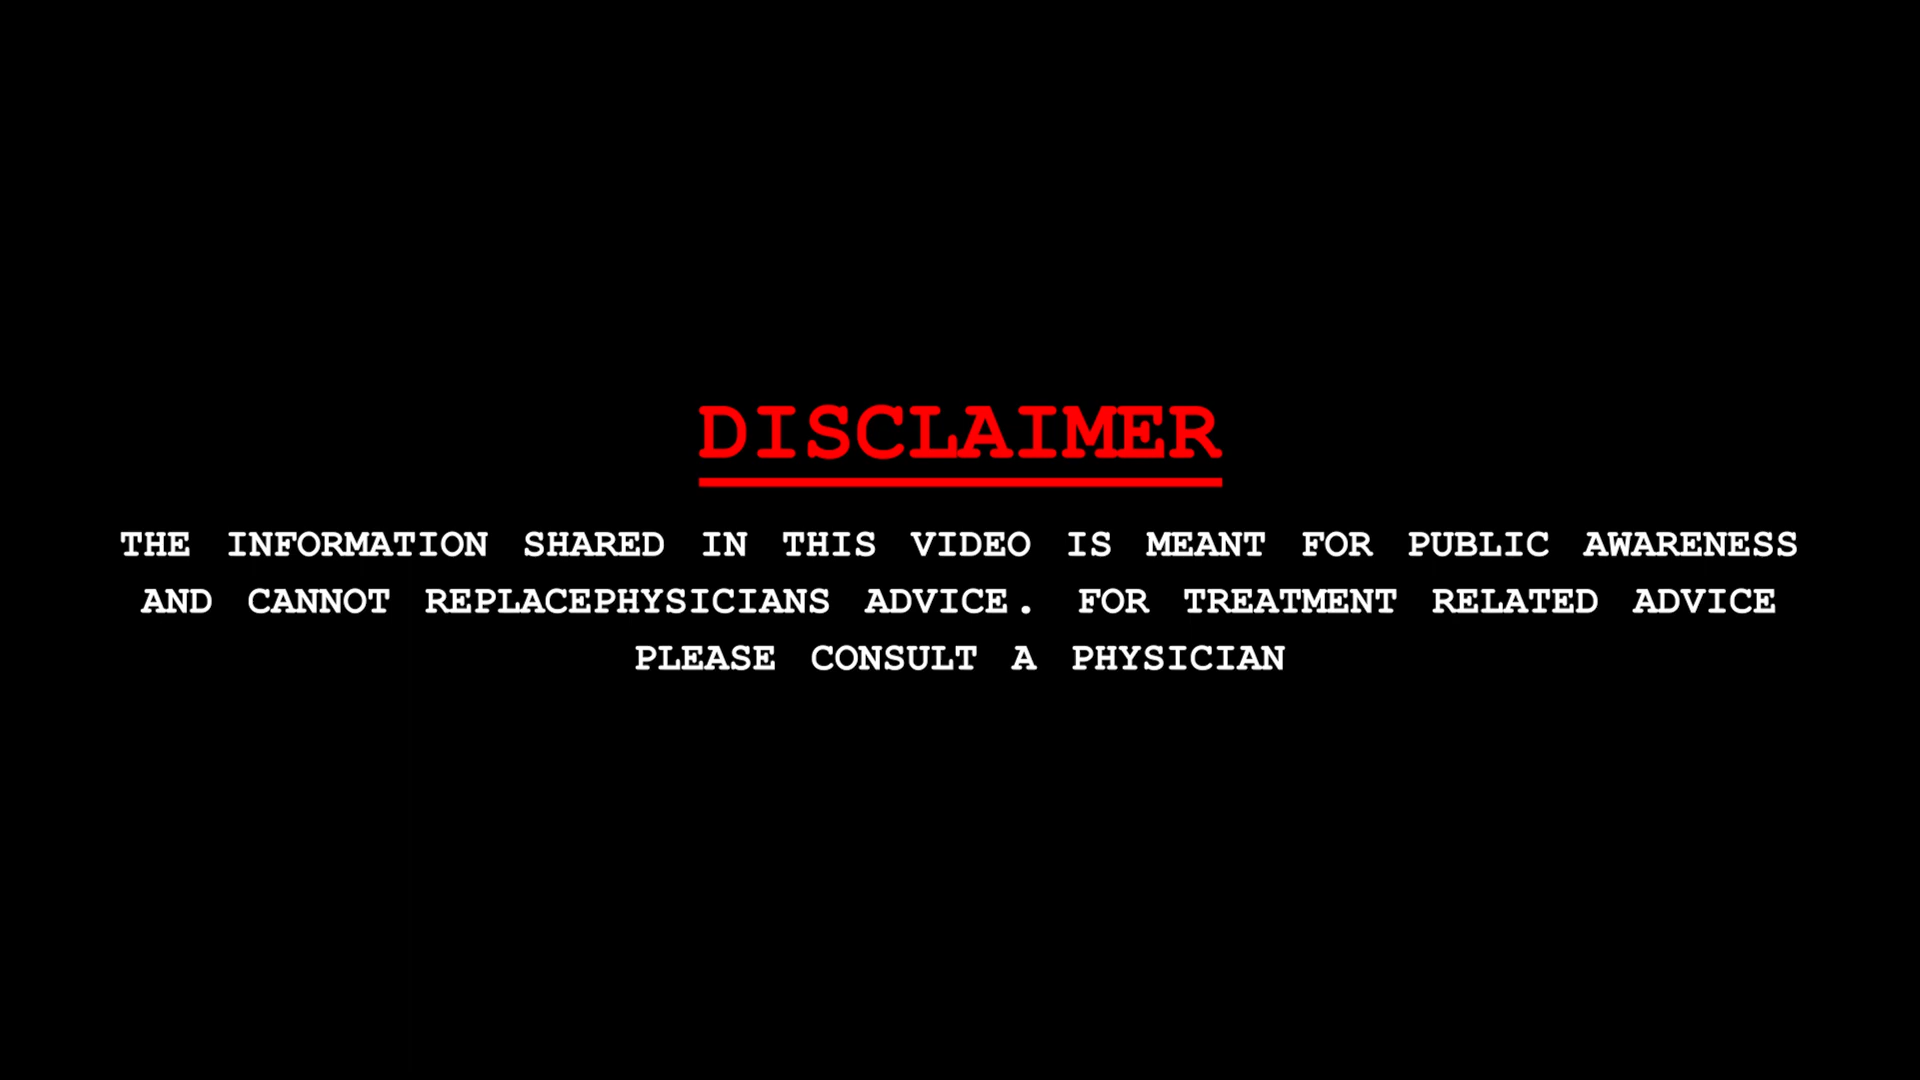 DISCLAIMER
THE INFORMATION SHARED IN THIS VIDEO IS MEANT FOR PUBLIC AWARENESS
AND CANNOT REPLACEPHYSICIANS ADVICE. FOR TREATMENT RELATED ADVICE
PLEASE CONSULT A PHYSICIAN